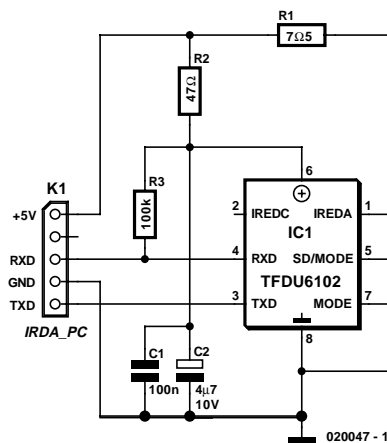 R1
7Ω5
R2
47Ω
K1
R3
100k
6
+5V
2
IREDC
IREDA
1
IC1
RXD
4
RXD
SD/MODE
5
GND
TFDU6102
TXD
3
TXD
MODE
7
IRDA_PC
8
C1
C2
100n
4µ7
10V
020047 - 1